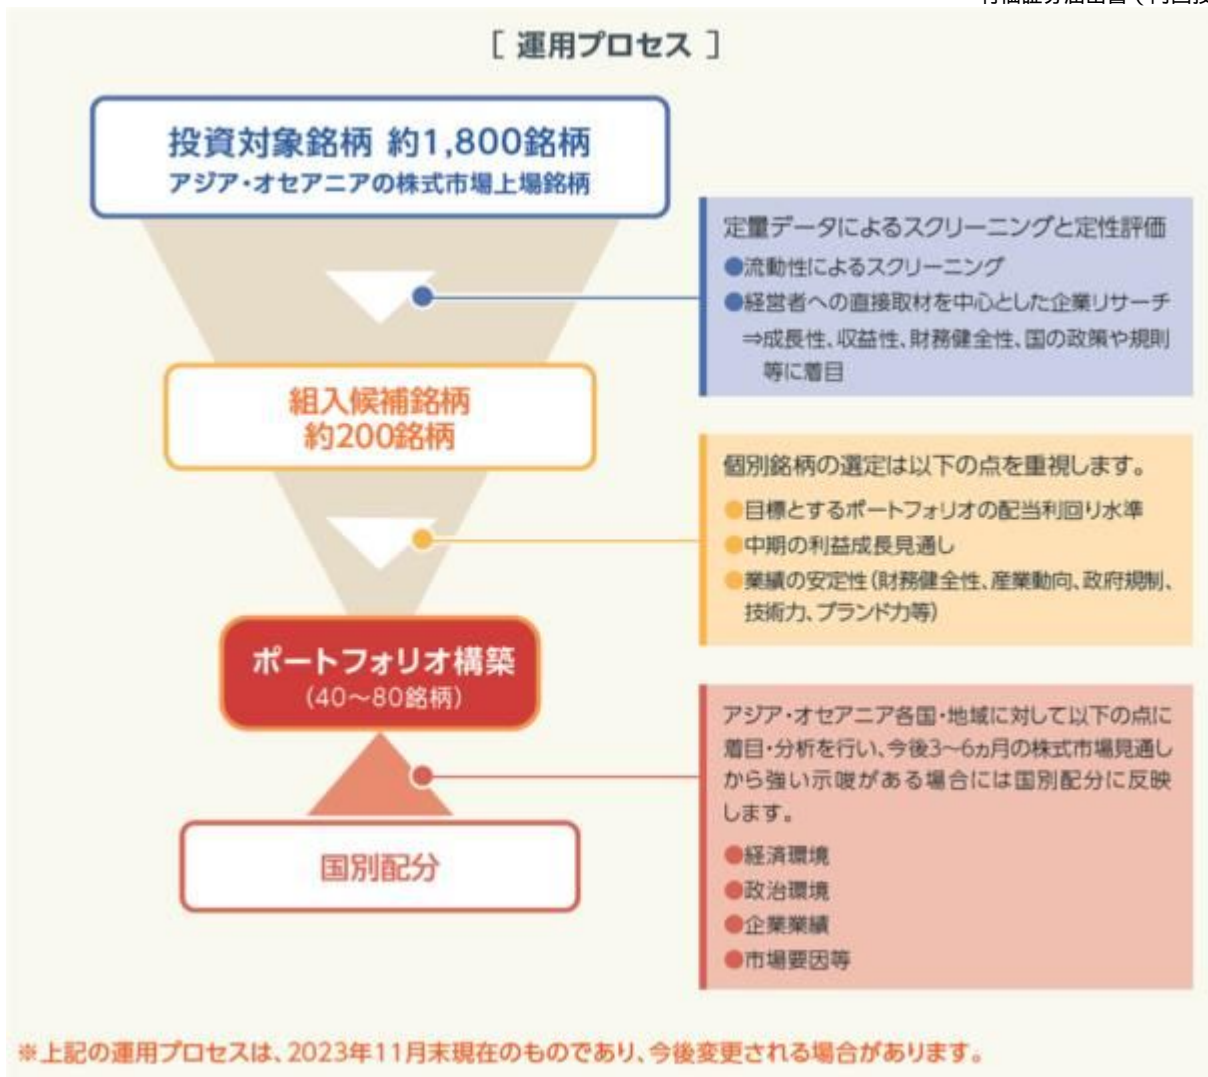 [ 運用プロセス ]
投資対象銘柄 約1,800銘柄
アジア・オセアニアの株式市場上場銘柄
定量データによるスクリーニングと定性評価
●流動性によるスクリーニング
●経営者への直接取材を中心とした企業リサーチ
⇒成長性、収益性、財務健全性、国の政策や規則
等に着目
組入候補銘柄
約200銘柄
個別銘柄の選定は以下の点を重視します。
●目標とするポートフォリオの配当利回り水準
●中期の利益成長見通し
●業績の安定性(財務健全性、産業動向、政府規制、
技術力、ブランド力等)
ポートフォリオ構築
(40〜80銘柄)
アジア・オセアニア各国・地域に対して以下の点に
着目・分析を行い、今後3〜6ヵ月の株式市場見通し
から強い示唆がある場合には国別配分に反映
します。
●経済環境
●政治環境
●企業業績
●市場要因等
国別配分
※上記の運用プロセスは、2023年11月末現在のものであり、今後変更される場合があります。